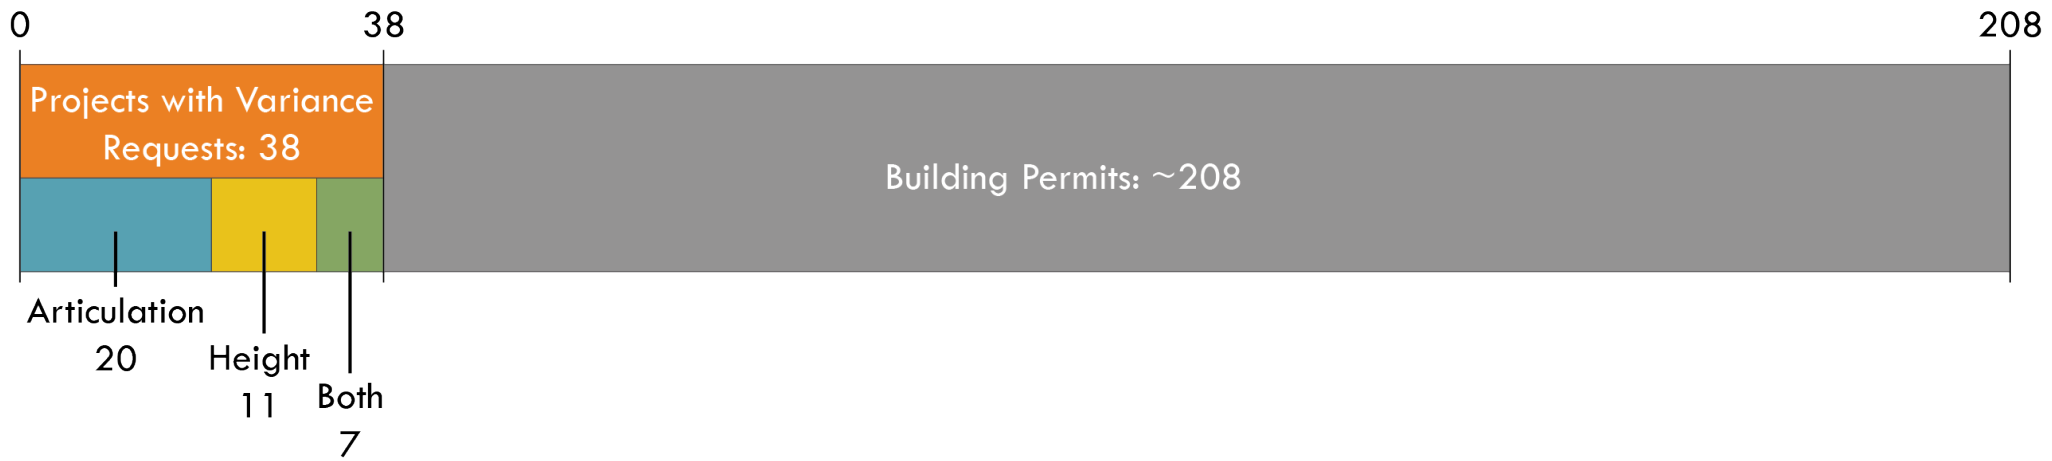 0
38
208
Projects with Variance
Requests: 38
Building Permits: ~208
Articulation
20
Height
11
Both
7